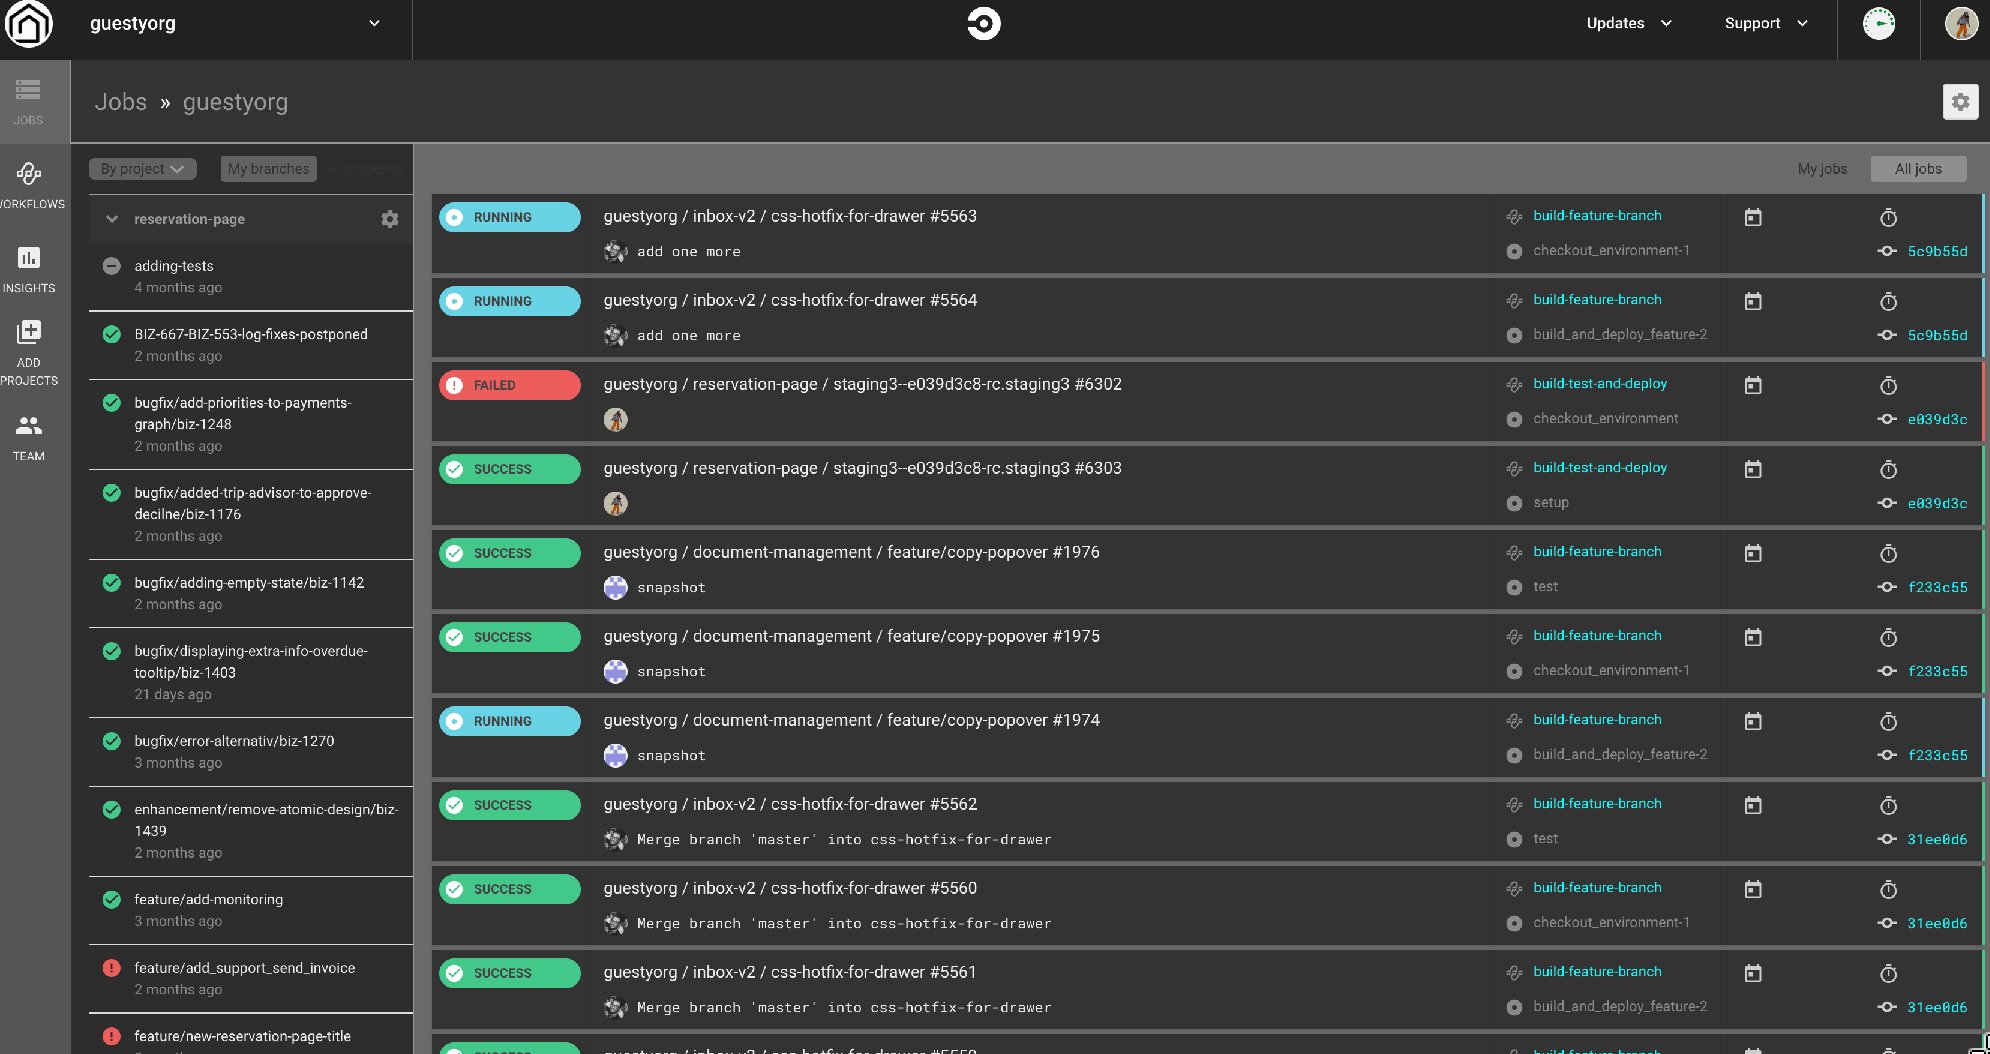 guestyorg
Updates
Support
JOBS
Jobs » guestyorg
WORKFLOWS
INSIGHTS
ADD
PROJECTS
TEAM
By project
My branches
All branches
reservation-page
adding-tests
4 months ago
BIZ-667-BIZ-553-log-fixes-postponed
2 months ago
bugfix/add-priorities-to-payments-
graph/biz-1248
2 months ago
bugfix/added-trip-advisor-to-approve-
decilne/biz-1176
2 months ago
bugfix/adding-empty-state/biz-1142
2 months ago
bugfix/displaying-extra-info-overdue-
tooltip/biz-1403
21 days ago
bugfix/error-alternativ/biz-1270
3 months ago
enhancement/remove-atomic-design/biz-
1439
2 months ago
feature/add-monitoring
3 months ago
feature/add_support_send_invoice
2 months ago
feature/new-reservation-page-title
My jobs
All jobs
RUNNING guestyorg / inbox-v2 / css-hotfix-for-drawer #5563 build-feature-branch
add one more checkout_environment-1 5c9b55d
RUNNING guestyorg / inbox-v2 / css-hotfix-for-drawer #5564 build-feature-branch
add one more build_and_deploy_feature-2 5c9b55d
FAILED guestyorg / reservation-page / staging3--e039d3c8-rc.staging3 #6302 build-test-and-deploy
checkout_environment e039d3c
SUCCESS guestyorg / reservation-page / staging3--e039d3c8-rc.staging3 #6303 build-test-and-deploy
setup e039d3c
SUCCESS guestyorg / document-management / feature/copy-popover #1976 build-feature-branch
snapshot test f233c55
SUCCESS guestyorg / document-management / feature/copy-popover #1975 build-feature-branch
snapshot checkout_environment-1 f233c55
RUNNING guestyorg / document-management / feature/copy-popover #1974 build-feature-branch
snapshot build_and_deploy_feature-2 f233c55
SUCCESS guestyorg / inbox-v2 / css-hotfix-for-drawer #5562 build-feature-branch
Merge branch 'master' into css-hotfix-for-drawer test 31ee0d6
SUCCESS guestyorg / inbox-v2 / css-hotfix-for-drawer #5560 build-feature-branch
Merge branch 'master' into css-hotfix-for-drawer checkout_environment-1 31ee0d6
SUCCESS guestyorg / inbox-v2 / css-hotfix-for-drawer #5561 build-feature-branch
Merge branch 'master' into css-hotfix-for-drawer build_and_deploy_feature-2 31ee0d6